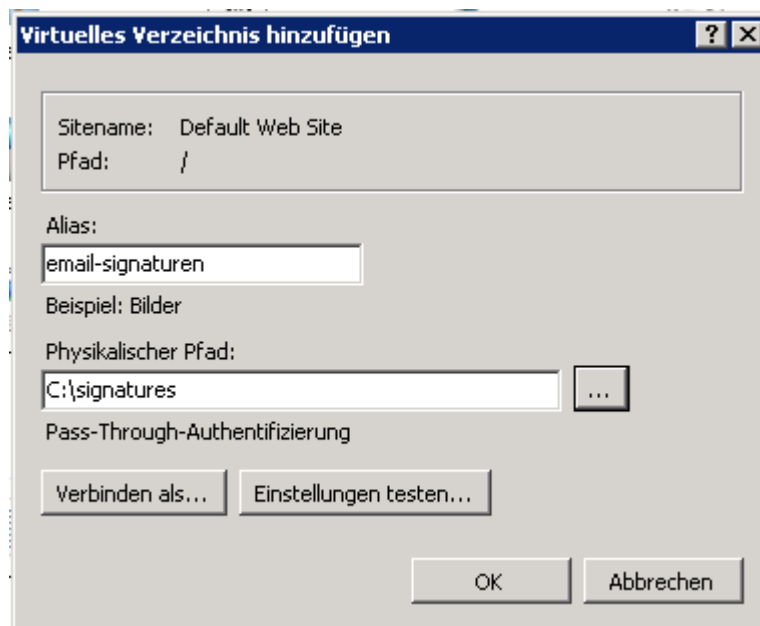 Virtuelles Verzeichnis hinzufügen
Sitename: Default Web Site
Pfad: /
Alias:
email-signaturen
Beispiel: Bilder
Physikalischer Pfad:
C:\signatures
...
Pass-Through-Authentifizierung
Verbinden als... Einstellungen testen...
OK Abbrechen